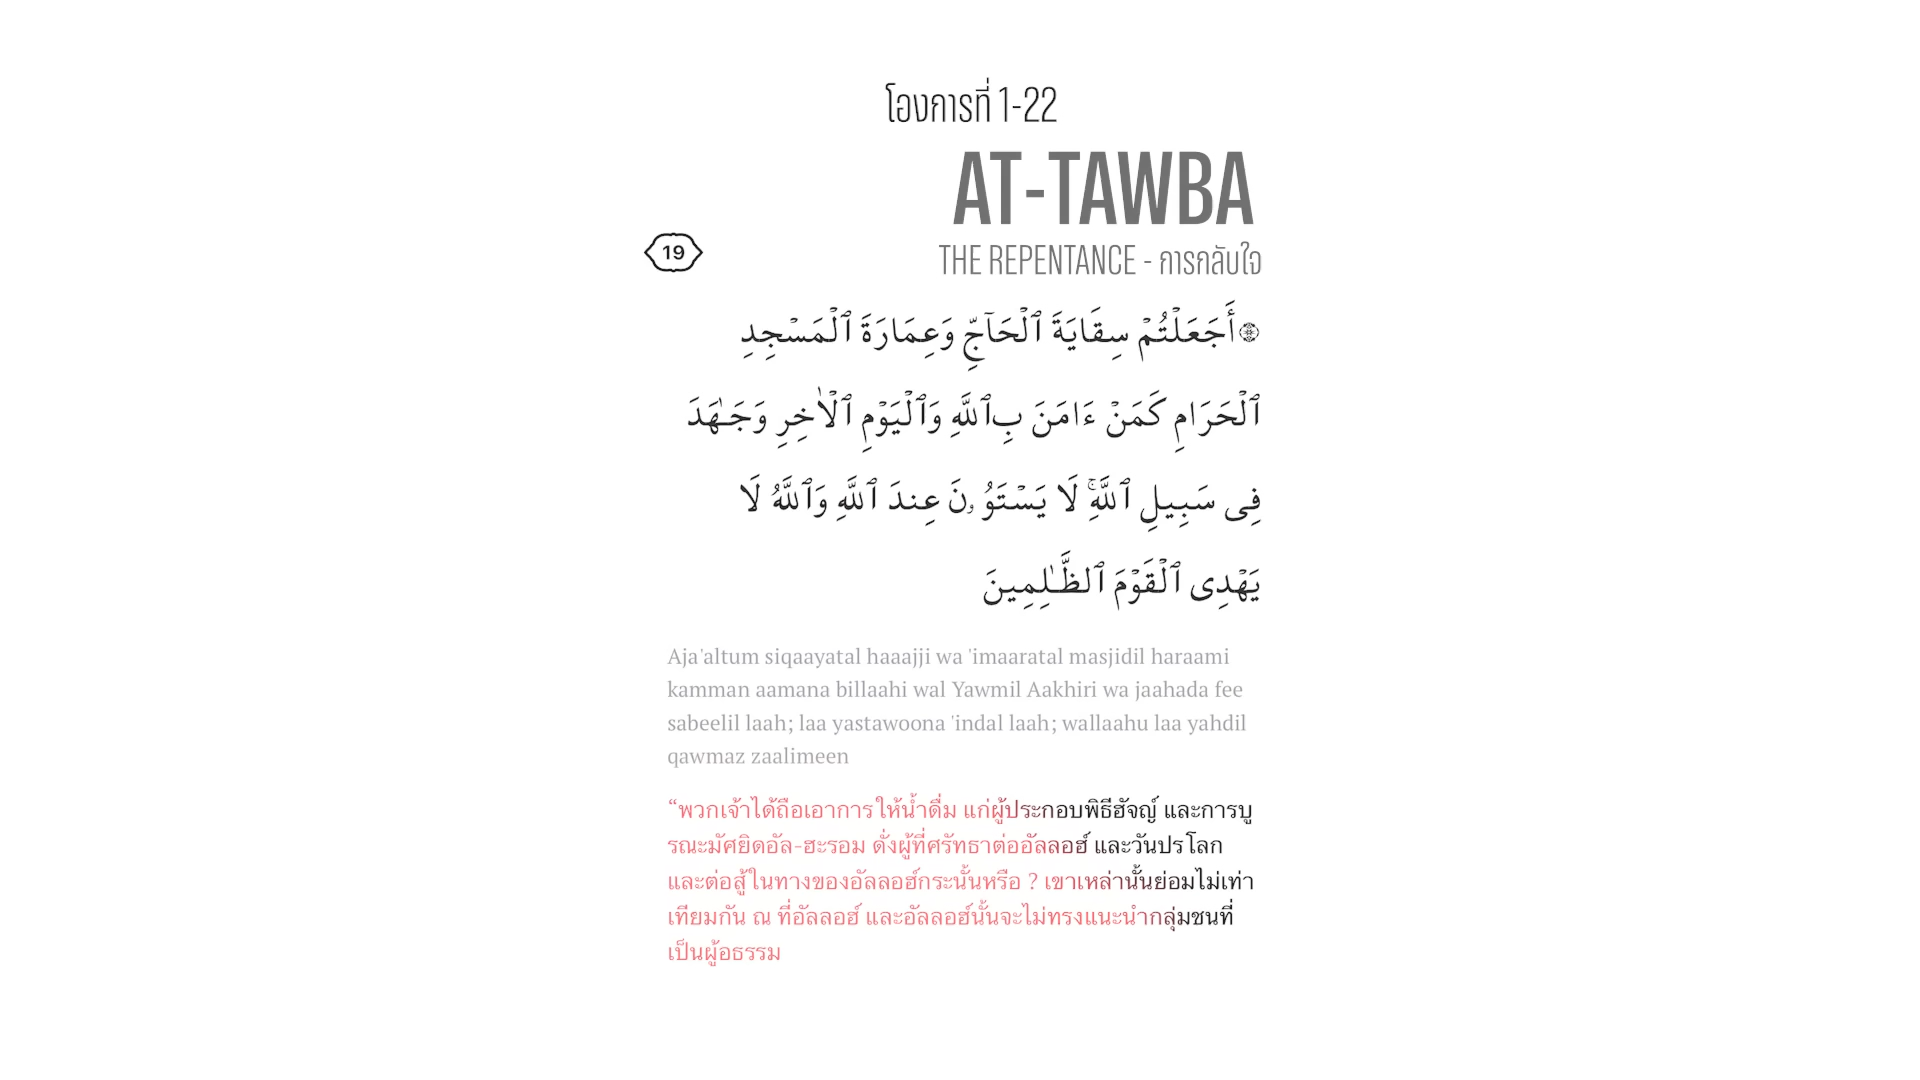 โองการที่ 1-22
AT-TAWBA
19
THE REPENTANCE - การกลับใจ
۞أَجَعَلْتُمْ سِقَايَةَ ٱلْحَآجِّ وَعِمَارَةَ ٱلْمَسْجِدِ
ٱلْحَرَامِ كَمَنْ ءَامَنَ بِٱللَّهِ وَٱلْيَوْمِ ٱلْأٰخِرِ وَجَـٰهَدَ
فِى سَبِيلِ ٱللَّهِۚ لَا يَسْتَوُۥنَ عِندَ ٱللَّهِ وَٱللَّهُ لَا
يَهْدِى ٱلْقَوْمَ ٱلظَّـٰلِمِينَ
Aja'altum siqaayatal haaajji wa 'imaaratal masjidil haraami
kamman aamana billaahi wal Yawmil Aakhiri wa jaahada fee
sabeelil laah; laa yastawoona 'indal laah; wallaahu laa yahdil
qawmaz zaalimeen
“พวกเจ้าได้ถือเอาการให้น้ำดื่ม แก่ผู้ประกอบพิธีฮัจญ์ และการบู
รณะมัศยิดอัล-ฮะรอม ดั่งผู้ที่ศรัทธาต่ออัลลอฮ์ และวันปรโลก
และต่อสู้ในทางของอัลลอฮ์กระนั้นหรือ ? เขาเหล่านั้นย่อมไม่เท่า
เทียมกัน ณ ที่อัลลอฮ์ และอัลลอฮ์นั้นจะไม่ทรงแนะนำกลุ่มชนที่
เป็นผู้อธรรม